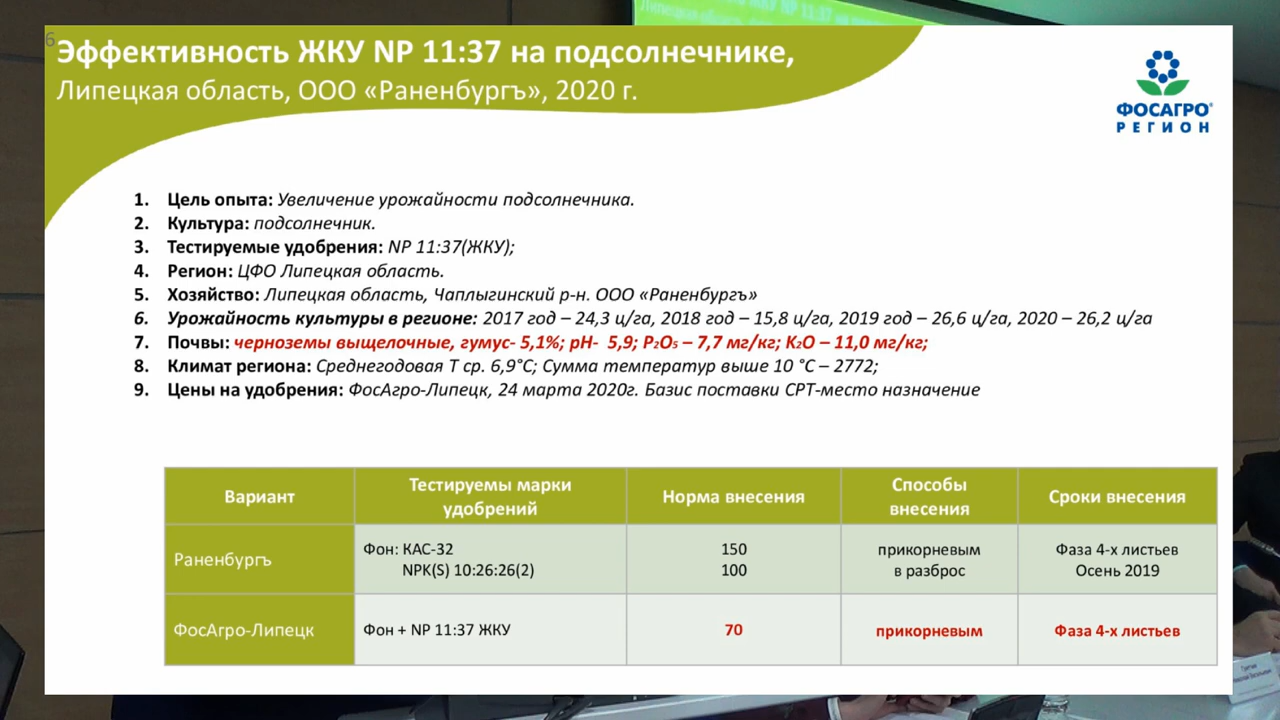 6
Эффективность ЖКУ NP 11:37 на подсолнечнике,
Липецкая область, ООО «Раненбургъ», 2020 г.
ФОСАГРО®
РЕГИОН
1. Цель опыта: Увеличение урожайности подсолнечника.
2. Культура: подсолнечник.
3. Тестируемые удобрения: NP 11:37(ЖКУ);
4. Регион: ЦФО Липецкая область.
5. Хозяйство: Липецкая область, Чаплыгинский р-н. ООО «Раненбургъ»
6. Урожайность культуры в регионе: 2017 год – 24,3 ц/га, 2018 год – 15,8 ц/га, 2019 год – 26,6 ц/га, 2020 – 26,2 ц/га
7. Почвы: черноземы выщелочные, гумус- 5,1%; pH- 5,9; P2O5 – 7,7 мг/кг; K2O – 11,0 мг/кг;
8. Климат региона: Среднегодовая Т ср. 6,9°С; Сумма температур выше 10 °С – 2772;
9. Цены на удобрения: ФосАгро-Липецк, 24 марта 2020г. Базис поставки СРТ-место назначение
Вариант
Тестируемы марки
удобрений
Норма внесения
Способы
внесения
Сроки внесения
Раненбургъ
Фон: КАС-32
NPK(S) 10:26:26(2)
150
100
прикорневым
в разброс
Фаза 4-х листьев
Осень 2019
ФосАгро-Липецк
Фон + NP 11:37 ЖКУ
70
прикорневым
Фаза 4-х листьев